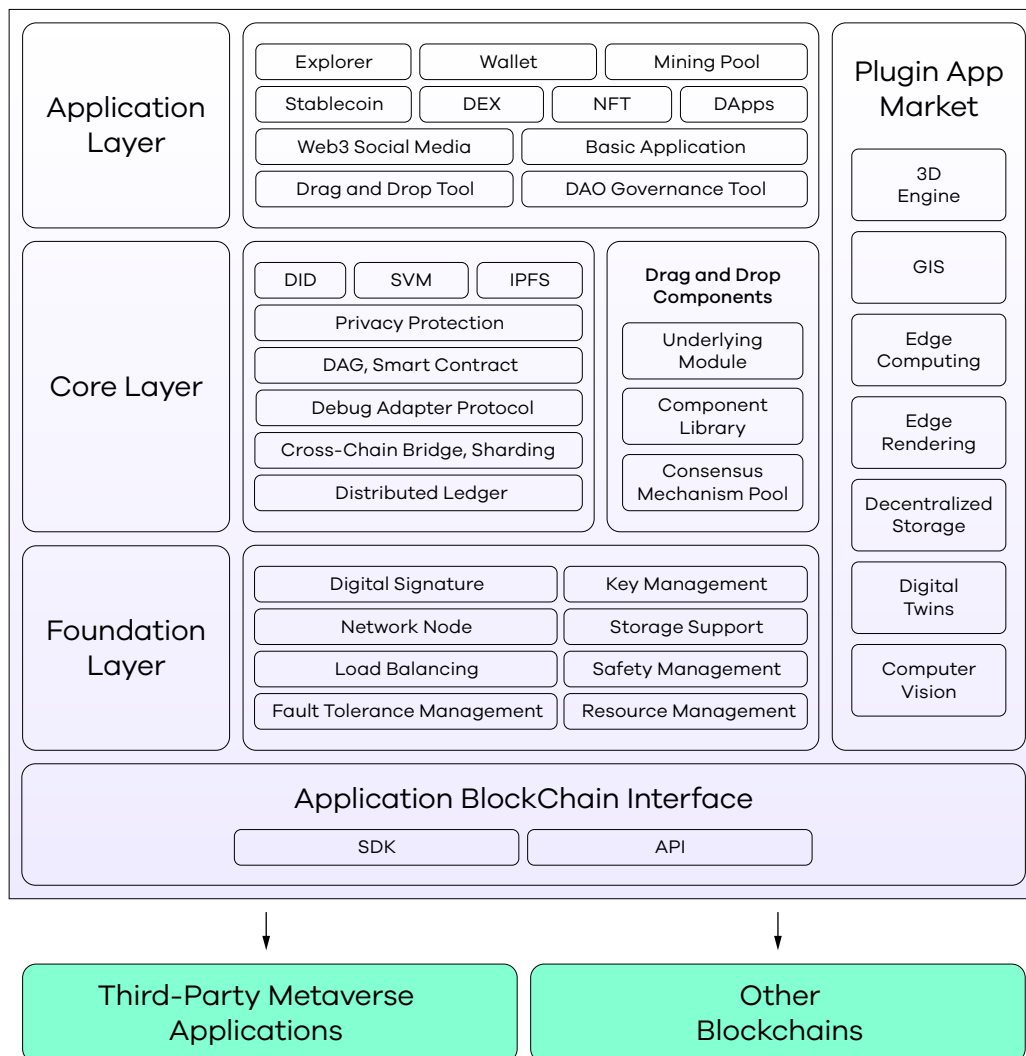 Application
Layer
Explorer
Wallet
Mining Pool
Stablecoin
DEX
NFT
DApps
Web3 Social Media
Basic Application
Drag and Drop Tool
DAO Governance Tool
Core Layer
DID
SVM
IPFS
Privacy Protection
DAG, Smart Contract
Debug Adapter Protocol
Cross-Chain Bridge, Sharding
Distributed Ledger
Drag and Drop
Components
Underlying
Module
Component
Library
Consensus
Mechanism Pool
Foundation
Layer
Digital Signature
Key Management
Network Node
Storage Support
Load Balancing
Safety Management
Fault Tolerance Management
Resource Management
Plugin App
Market
3D
Engine
GIS
Edge
Computing
Edge
Rendering
Decentralized
Storage
Digital
Twins
Computer
Vision
Application BlockChain Interface
SDK
API
Third-Party Metaverse
Applications
Other
Blockchains